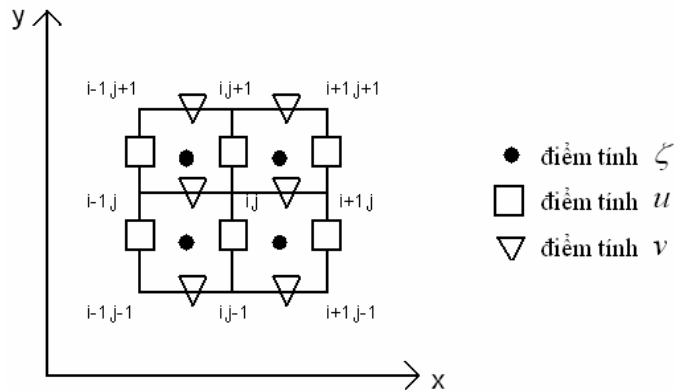 y
i-1,j+1 i,j+1 i+1,j+1
i-1,j i,j i+1,j
i-1,j-1 i,j-1 i+1,j-1
x
điểm tính ζ
điểm tính u
điểm tính v